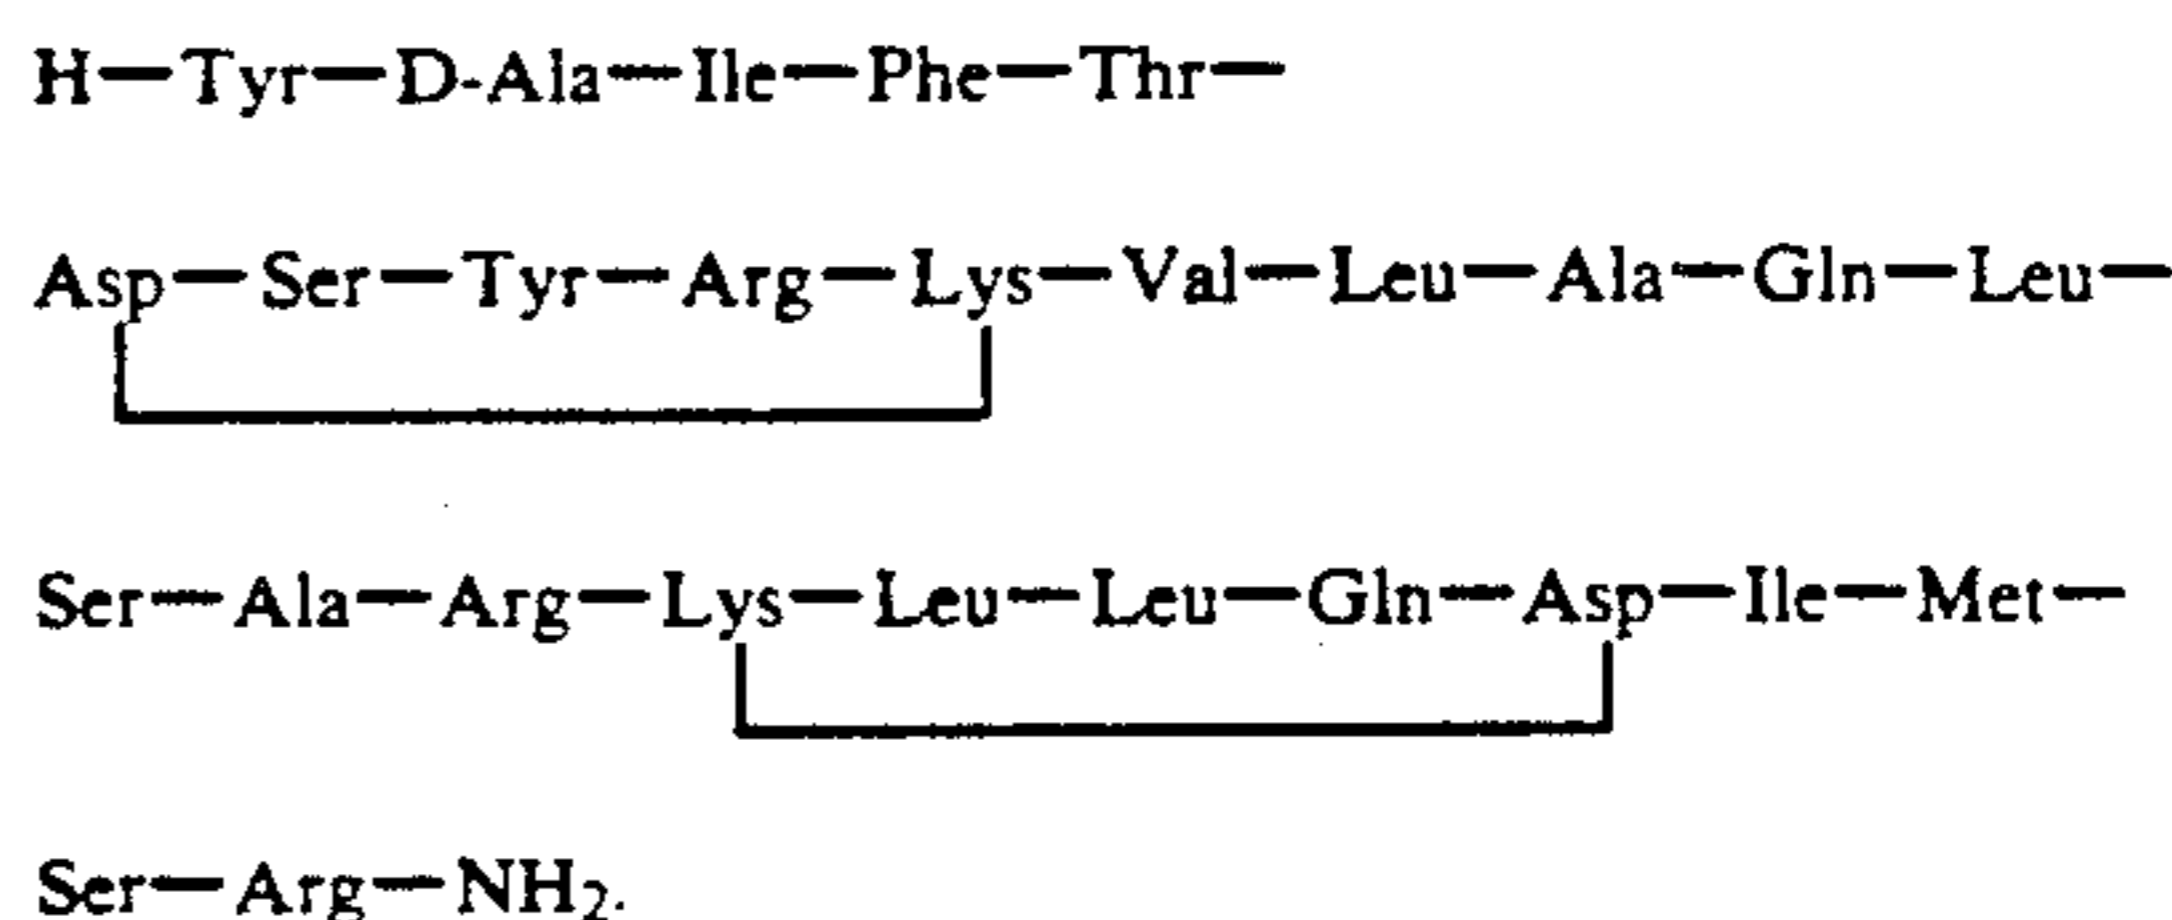 H—Tyr—D-Ala—Ile—Phe—Thr—
Asp—Ser—Tyr—Arg—Lys—Val—Leu—Ala—Gln—Leu—
Ser—Ala—Arg—Lys—Leu—Leu—Gln—Asp—Ile—Met—
Ser—Arg—NH₂.